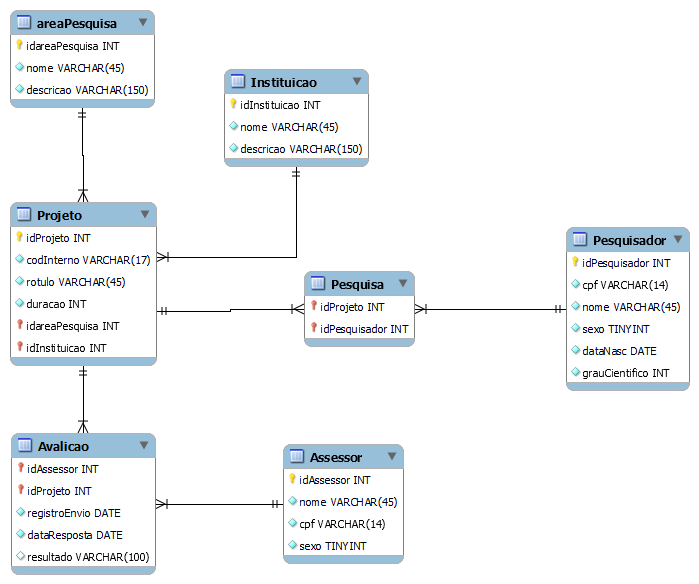 areaPesquisa
idareaPesquisa INT
nome VARCHAR(45)
descricao VARCHAR(150)
Instituicao
idInstituicao INT
nome VARCHAR(45)
descricao VARCHAR(150)
Projeto
idProjeto INT
codInterno VARCHAR(17)
rotulo VARCHAR(45)
duracao INT
idareaPesquisa INT
idInstituicao INT
Pesquisa
idProjeto INT
idPesquisador INT
Pesquisador
idPesquisador INT
cpf VARCHAR(14)
nome VARCHAR(45)
sexo TINYINT
dataNasc DATE
grauCientifico INT
Avalicao
idAssessor INT
idProjeto INT
registroEnvio DATE
dataResposta DATE
resultado VARCHAR(100)
Assessor
idAssessor INT
nome VARCHAR(45)
cpf VARCHAR(14)
sexo TINYINT